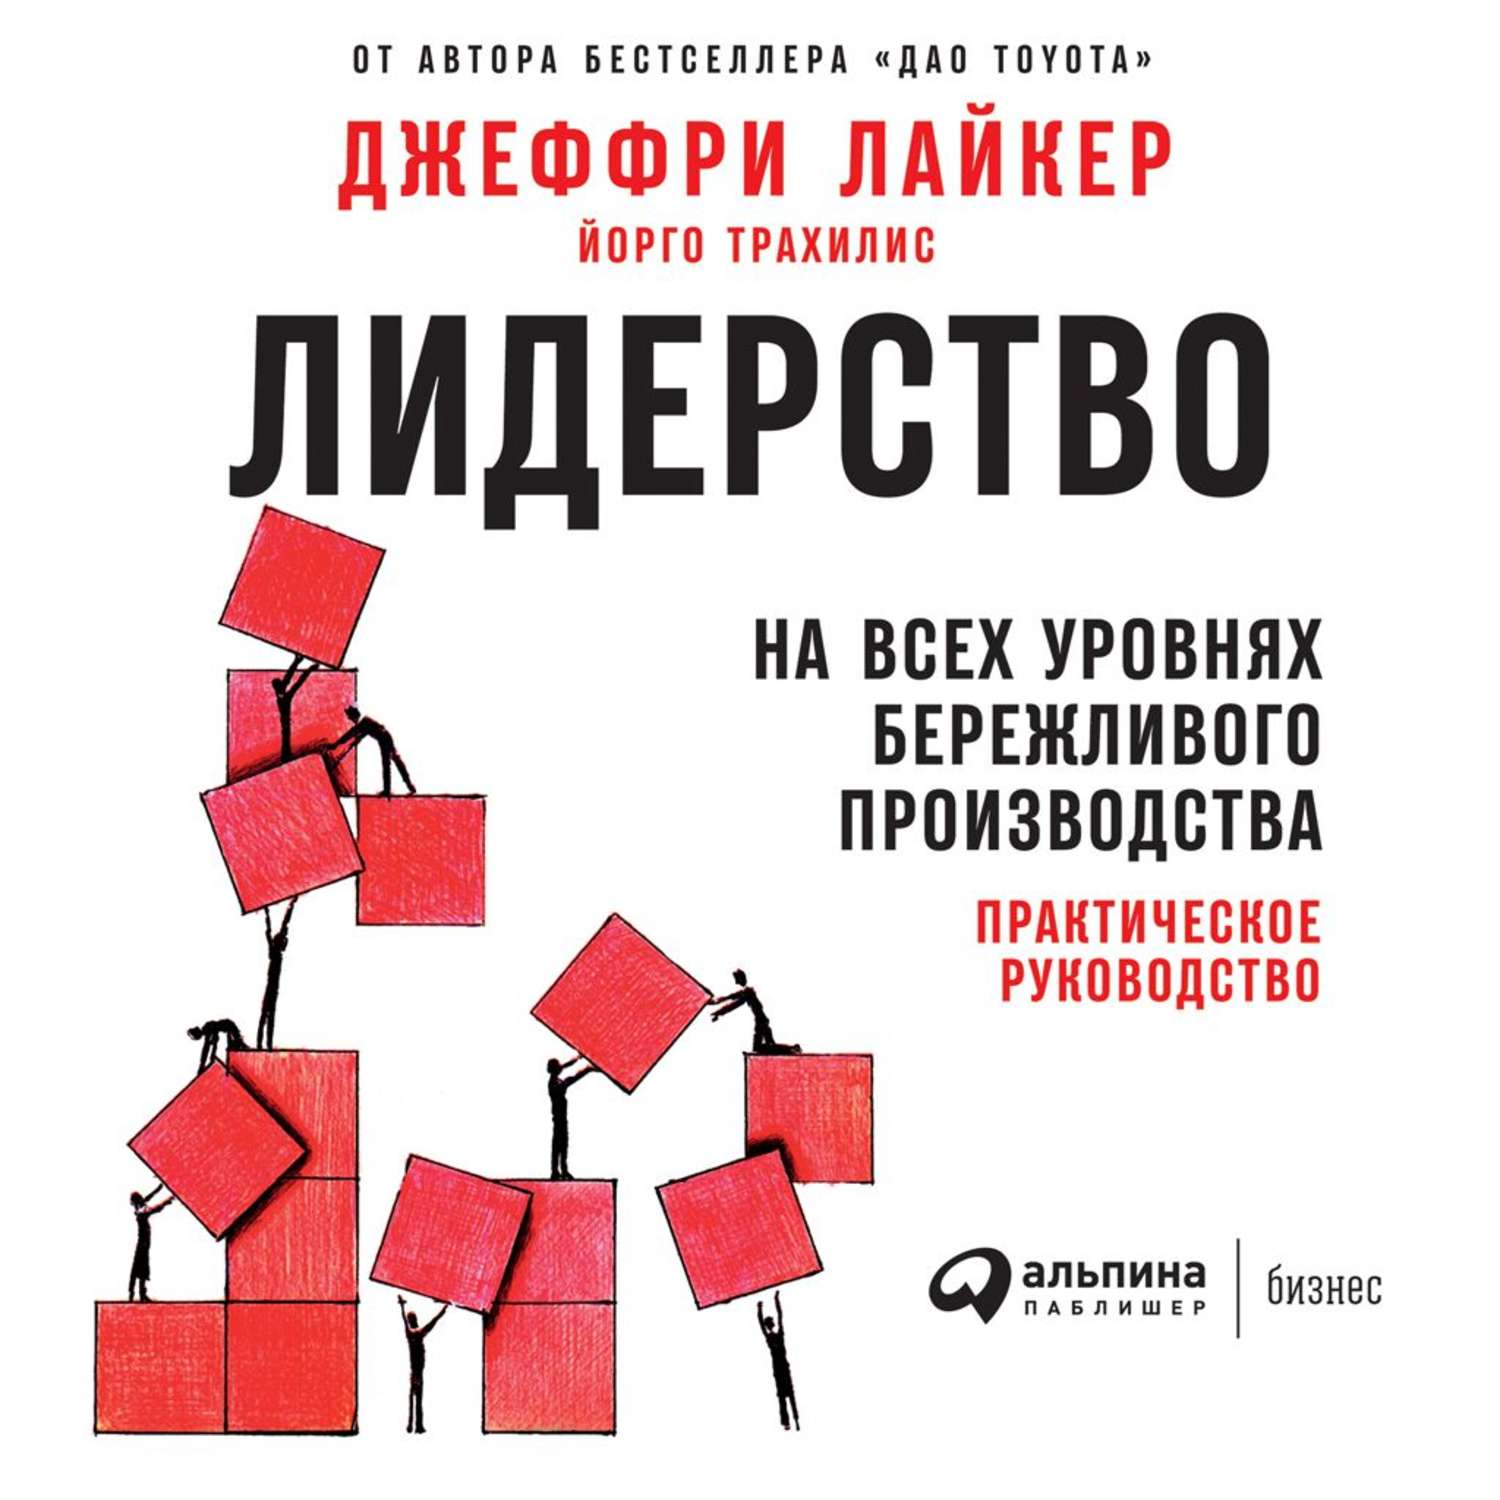 ОТ АВТОРА БЕСТСЕЛЛЕРА «ДАО TOYOTA»
ДЖЕФФРИ ЛАЙКЕР
ЙОРГО ТРАХИЛИС
ЛИДЕРСТВО
НА ВСЕХ УРОВНЯХ
БЕРЕЖЛИВОГО
ПРОИЗВОДСТВА
ПРАКТИЧЕСКОЕ
РУКОВОДСТВО
альпина
ПАБЛИШЕР
бизнес